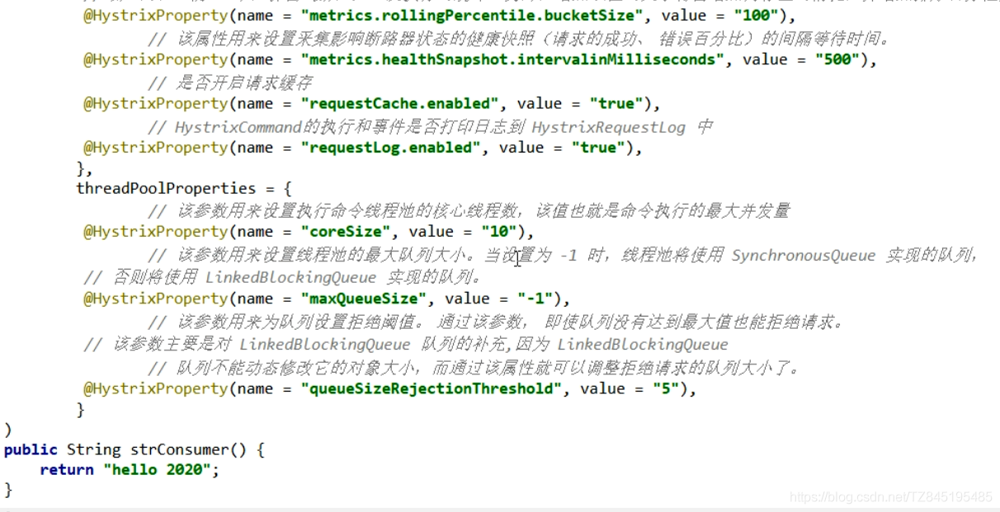 @HystrixProperty(name = "metrics.rollingPercentile.bucketSize", value = "100"),
// 该属性用来设置采集影响断路器状态的健康快照（请求的成功、 错误百分比）的间隔等待时间。
@HystrixProperty(name = "metrics.healthSnapshot.intervalinMilliseconds", value = "500"),
// 是否开启请求缓存
@HystrixProperty(name = "requestCache.enabled", value = "true"),
// HystrixCommand的执行和事件是否打印日志到 HystrixRequestLog 中
@HystrixProperty(name = "requestLog.enabled", value = "true"),
},
threadPoolProperties = {
// 该参数用来设置执行命令线程池的核心线程数，该值也就是命令执行的最大并发量
@HystrixProperty(name = "coreSize", value = "10"),
// 该参数用来设置线程池的最大队列大小。当设置为 -1 时，线程池将使用 SynchronousQueue 实现的队列，
// 否则将使用 LinkedBlockingQueue 实现的队列。
@HystrixProperty(name = "maxQueueSize", value = "-1"),
// 该参数用来为队列设置拒绝阈值。 通过该参数， 即使队列没有达到最大值也能拒绝请求。
// 该参数主要是对 LinkedBlockingQueue 队列的补充,因为 LinkedBlockingQueue
// 队列不能动态修改它的对象大小，而通过该属性就可以调整拒绝请求的队列大小了。
@HystrixProperty(name = "queueSizeRejectionThreshold", value = "5"),
}
)
public String strConsumer() {
return "hello 2020";
}
https://blog.csdn.net/TZ845195485